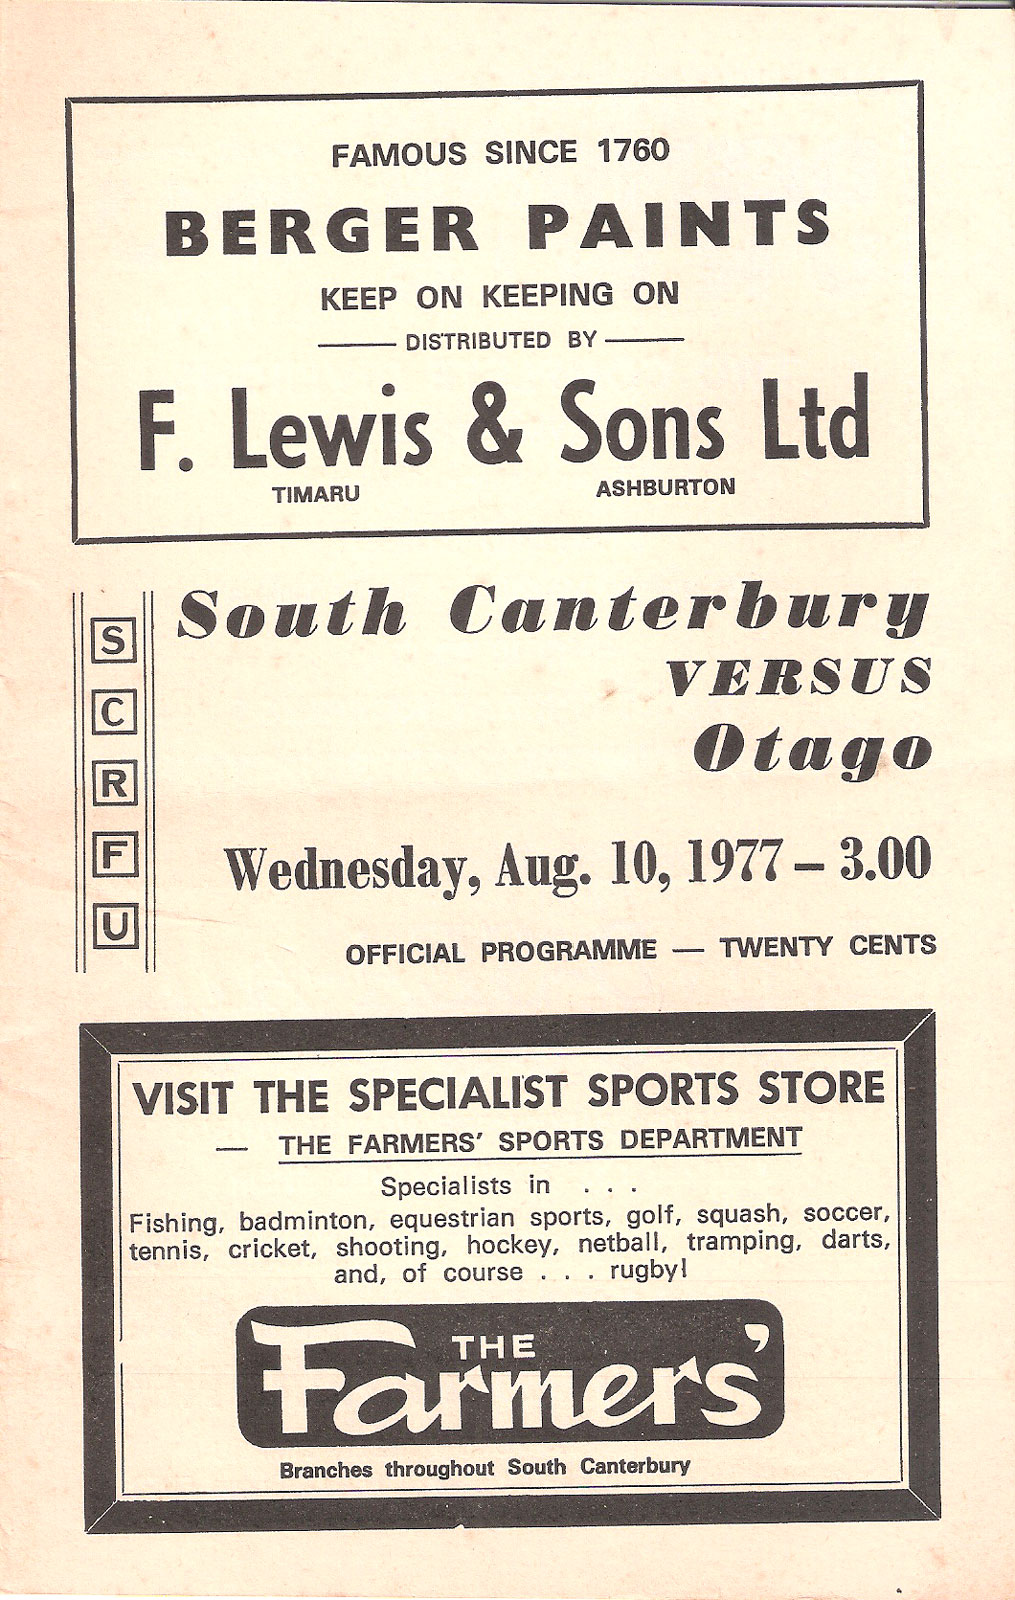 FAMOUS SINCE 1760
BERGER PAINTS
KEEP ON KEEPING ON
DISTRIBUTED BY
F. Lewis & Sons Ltd
TIMARU ASHBURTON
S
C
R
F
U
South Canterbury
VERSUS
Otago
Wednesday, Aug. 10, 1977 – 3.00
OFFICIAL PROGRAMME — TWENTY CENTS
VISIT THE SPECIALIST SPORTS STORE
— THE FARMERS' SPORTS DEPARTMENT
Specialists in . . .
Fishing, badminton, equestrian sports, golf, squash, soccer,
tennis, cricket, shooting, hockey, netball, tramping, darts,
and, of course . . . rugby!
THE
Farmers'
Branches throughout South Canterbury